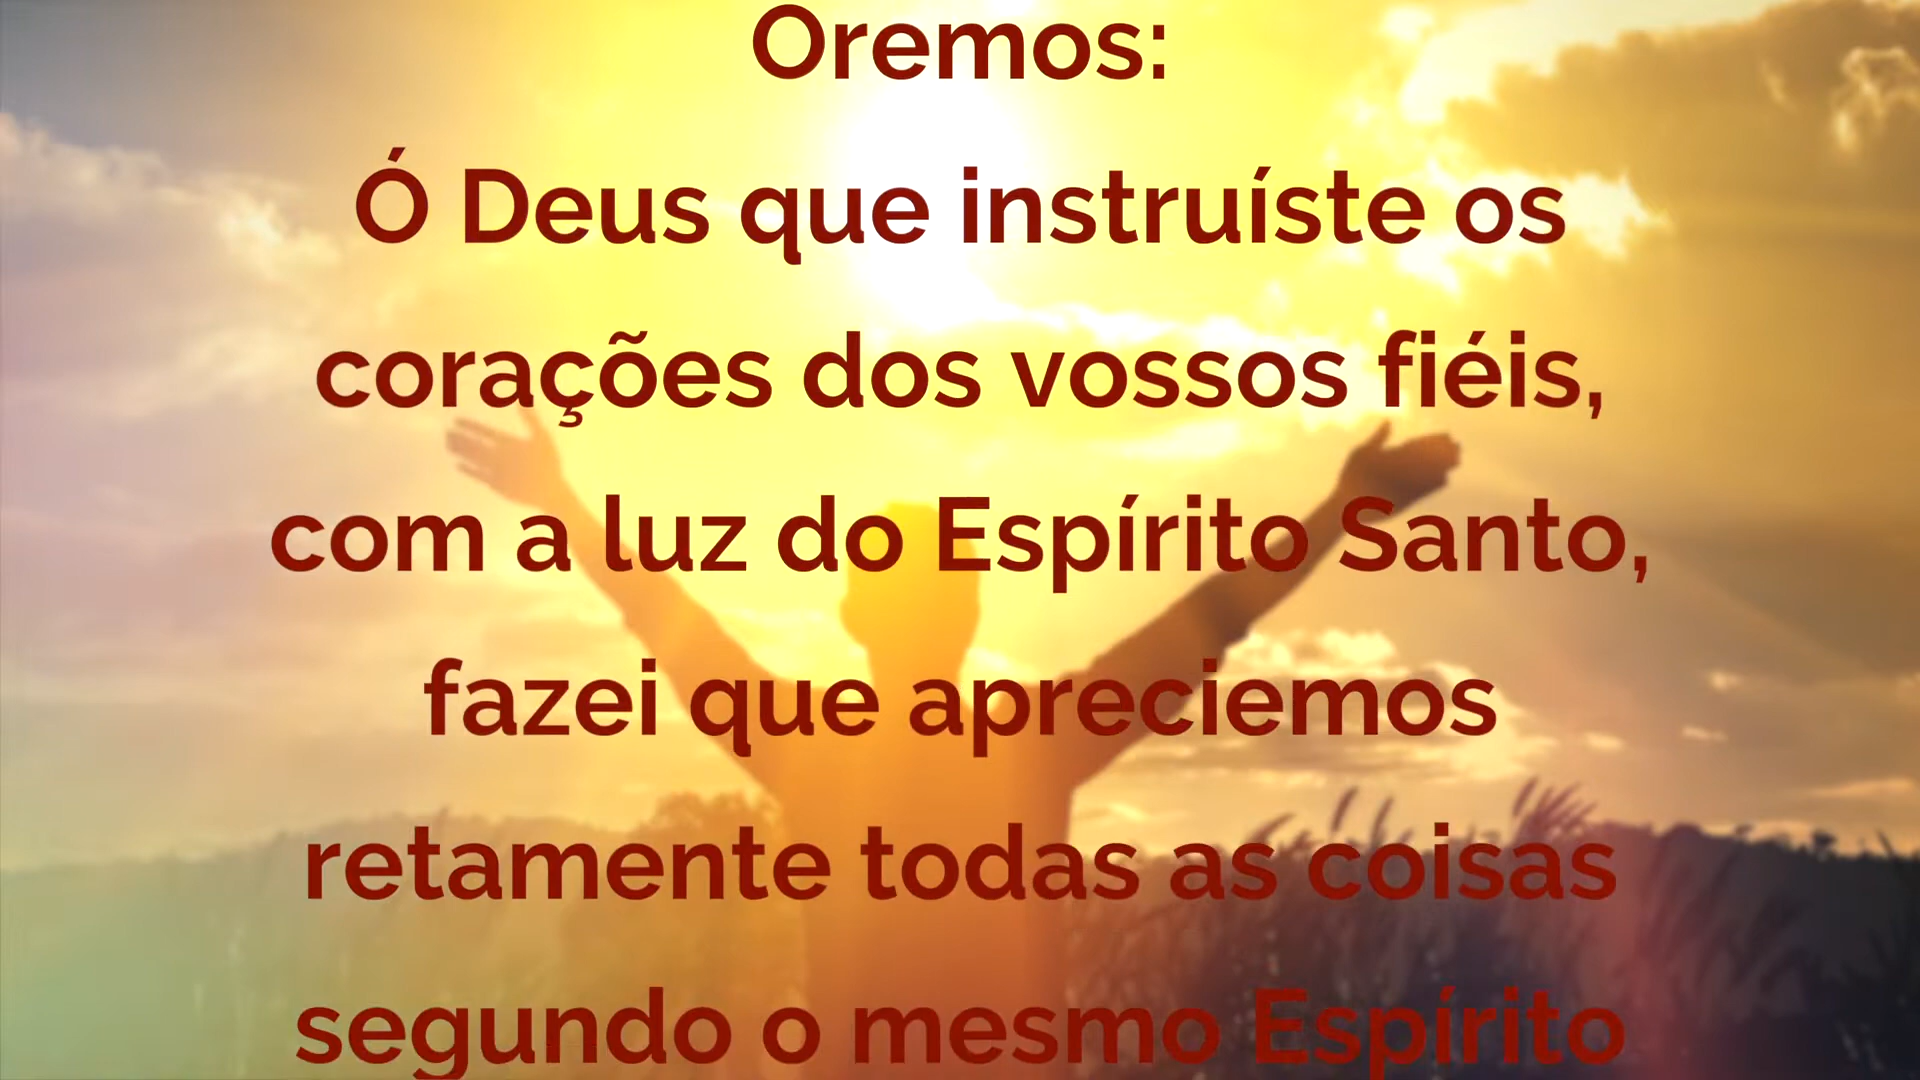 Oremos:
Ó Deus que instruíste os
corações dos vossos fiéis,
com a luz do Espírito Santo,
fazei que apreciemos
retamente todas as coisas
segundo o mesmo Espírito